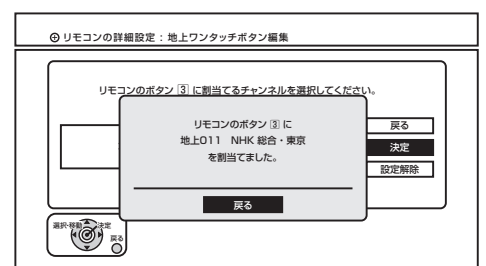 ⊕ リモコンの詳細設定：地上ワンタッチボタン編集
リモコンのボタン 3 に割当てるチャンネルを選択してください。
リモコンのボタン 3 に
地上011　NHK 総合・東京
を割当てました。
戻る
戻る
決定
設定解除
選択・移動
決定
戻る